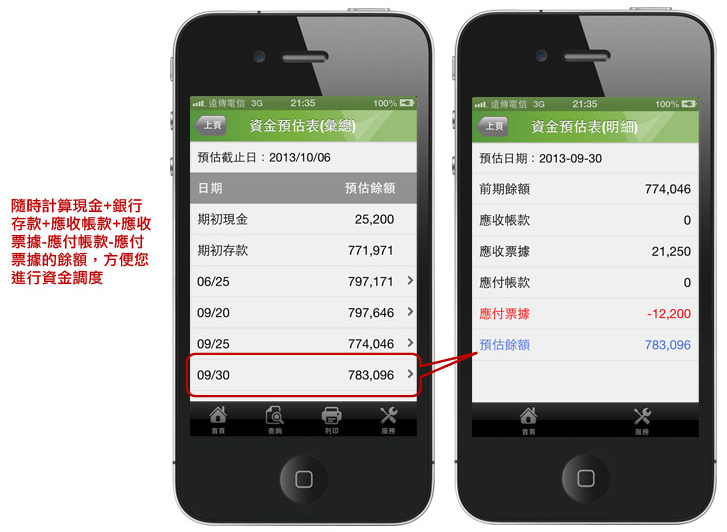 隨時計算現金+銀行
存款+應收帳款+應收
票據-應付帳款-應付
票據的餘額，方便您
進行資金調度
遠傳電信 3G 21:35 100%
上頁 資金預估表(彙總)
預估截止日：2013/10/06
日期 預估餘額
期初現金 25,200
期初存款 771,971
06/25 797,171
09/20 797,646
09/25 774,046
09/30 783,096
首頁 查詢 列印 服務
遠傳電信 3G 21:35 100%
上頁 資金預估表(明細)
預估日期：2013-09-30
前期餘額 774,046
應收帳款 0
應收票據 21,250
應付帳款 0
應付票據 -12,200
預估餘額 783,096
首頁 服務